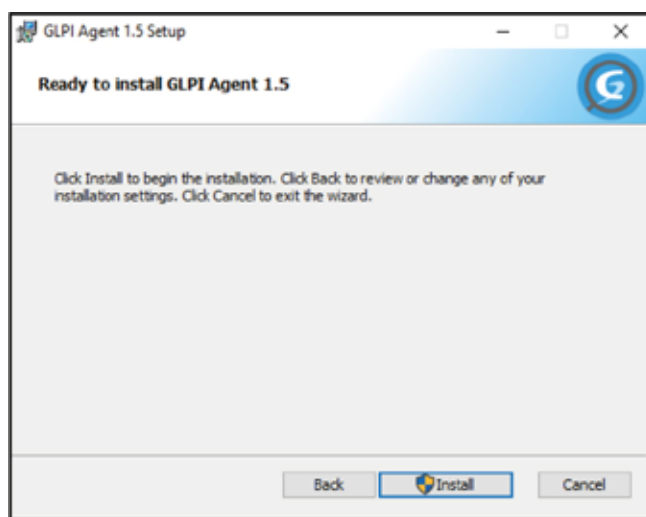 GLPI Agent 1.5 Setup
Ready to install GLPI Agent 1.5
Click Install to begin the installation. Click Back to review or change any of your
installation settings. Click Cancel to exit the wizard.
Back Install Cancel